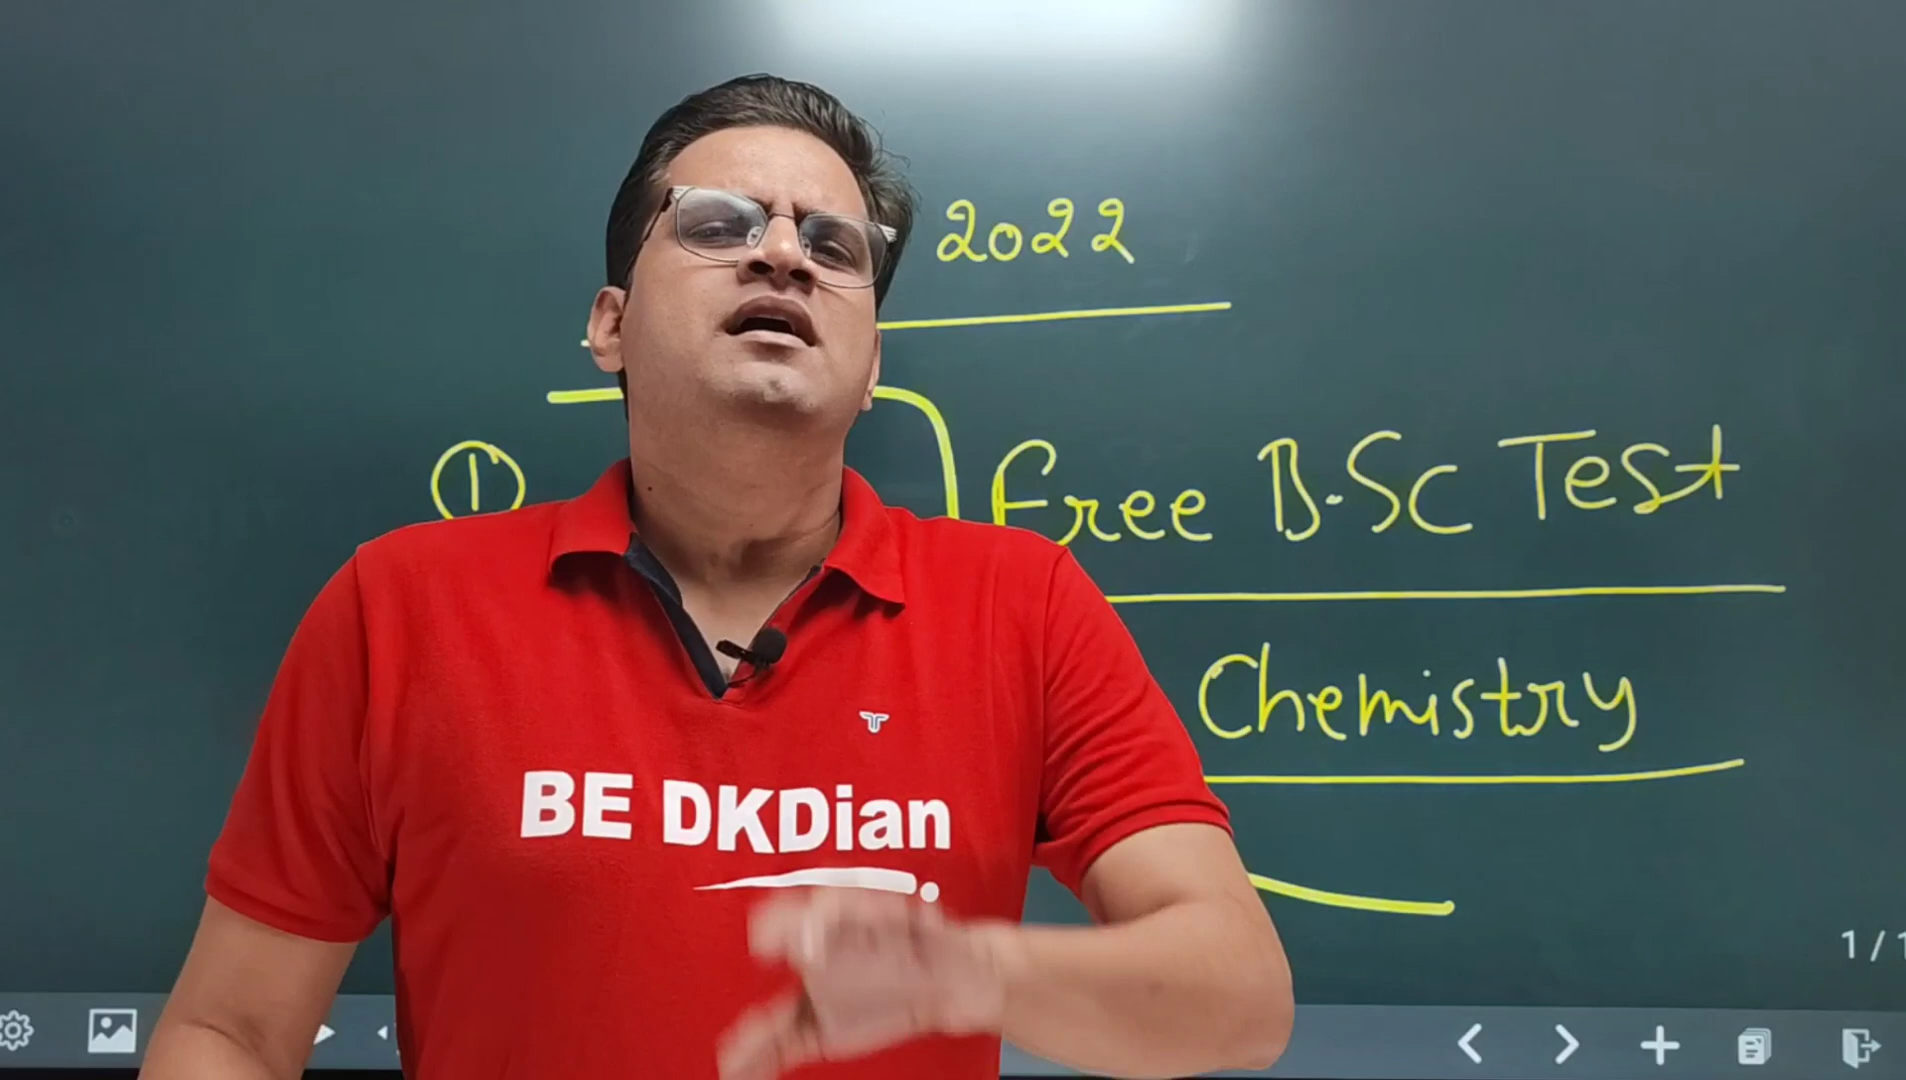 2022
① Free B.Sc Test
Chemistry
BE DKDian
1 / 1